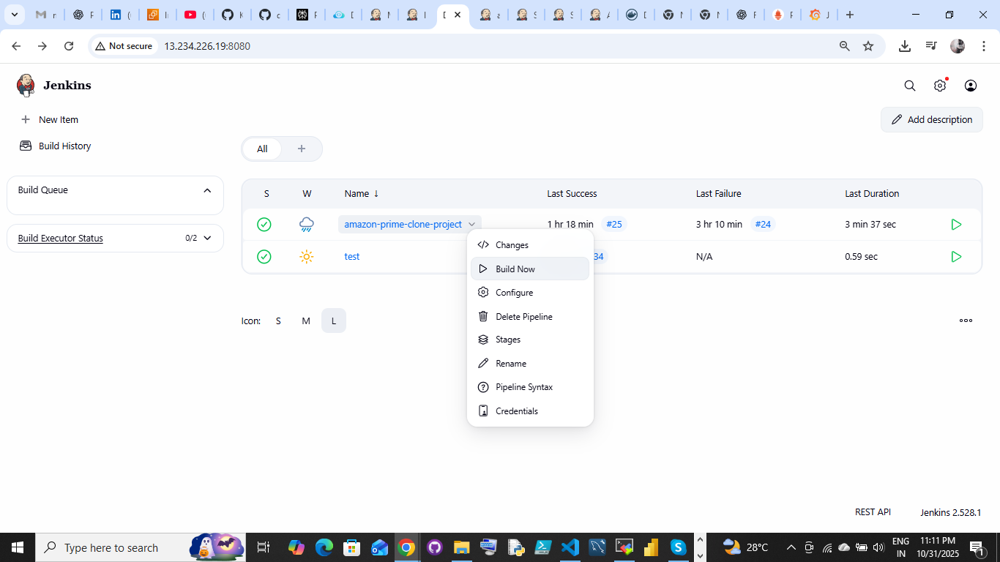 Not secure
13.234.226.19:8080
Jenkins
New Item
Add description
Build History
All
Build Queue
S W Name ↓ Last Success Last Failure Last Duration
amazon-prime-clone-project 1 hr 18 min #25 3 hr 10 min #24 3 min 37 sec
Build Executor Status 0/2
test 34 N/A 0.59 sec
Changes
Build Now
Configure
Delete Pipeline
Stages
Rename
Pipeline Syntax
Credentials
Icon: S M L
REST API Jenkins 2.528.1
Type here to search
28°C
ENG
IN
11:11 PM
10/31/2025
1